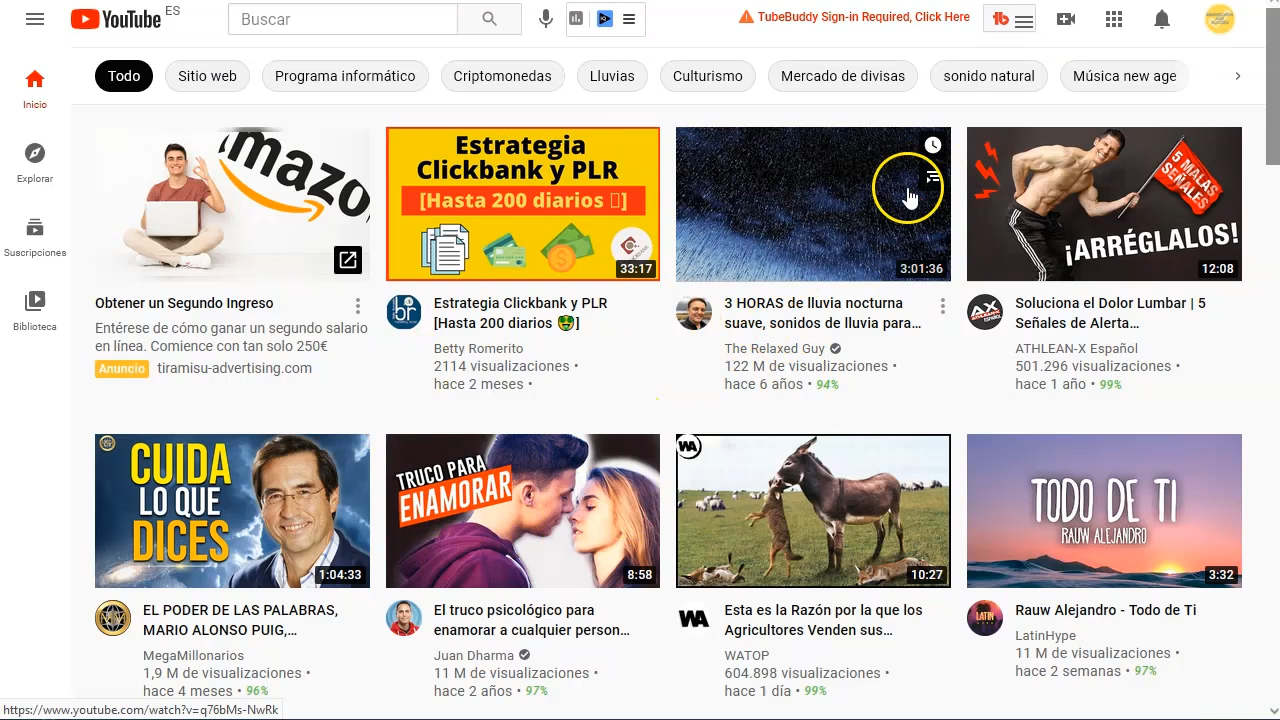 YouTube ES
Buscar
TubeBuddy Sign-in Required, Click Here
tb
Todo
Sitio web
Programa informático
Criptomonedas
Lluvias
Culturismo
Mercado de divisas
sonido natural
Música new age
Inicio
Explorar
Suscripciones
Biblioteca
mazo
Estrategia
Clickbank y PLR
[Hasta 200 diarios ▯]
33:17
3:01:36
5 MALAS
SEÑALES
¡ARRÉGLALOS!
12:08
Obtener un Segundo Ingreso
Entérese de cómo ganar un segundo salario
en línea. Comience con tan solo 250€
Anuncio tiramisu-advertising.com
br
Estrategia Clickbank y PLR
[Hasta 200 diarios 🤑]
Betty Romerito
2114 visualizaciones •
hace 2 meses •
3 HORAS de lluvia nocturna
suave, sonidos de lluvia para…
The Relaxed Guy
122 M de visualizaciones •
hace 6 años • 94%
AX
Soluciona el Dolor Lumbar | 5
Señales de Alerta…
ATHLEAN-X Español
501.296 visualizaciones •
hace 1 año • 99%
CUIDA
LO QUE
DICES
1:04:33
TRUCO PARA
ENAMORAR
8:58
WA
10:27
TODO DE TI
RAUW ALEJANDRO
3:32
EL PODER DE LAS PALABRAS,
MARIO ALONSO PUIG,…
MegaMillonarios
1,9 M de visualizaciones •
hace 4 meses • 96%
El truco psicológico para
enamorar a cualquier person…
Juan Dharma
11 M de visualizaciones •
hace 2 años • 97%
WA
Esta es la Razón por la que los
Agricultores Venden sus…
WATOP
604.898 visualizaciones •
hace 1 día • 99%
LATIN
Rauw Alejandro - Todo de Ti
LatinHype
11 M de visualizaciones •
hace 2 semanas • 97%
https://www.youtube.com/watch?v=q76bMs-NwRk